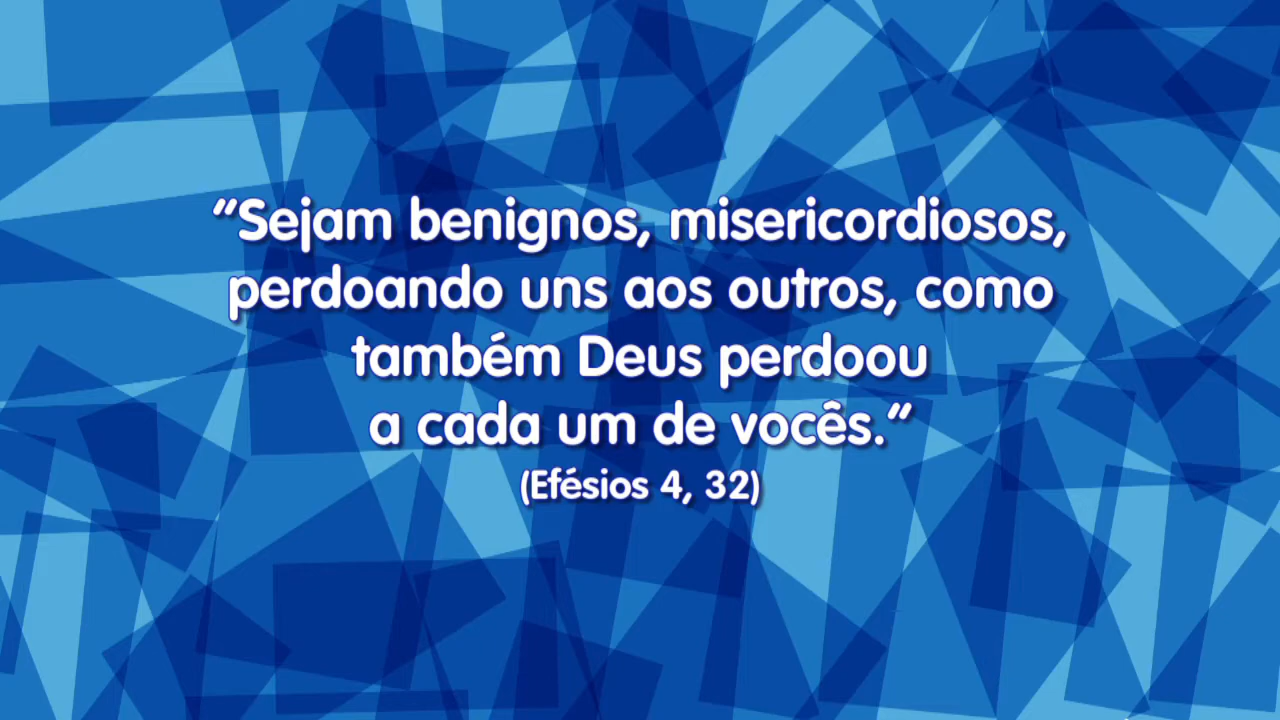 “Sejam benignos, misericordiosos,
perdoando uns aos outros, como
também Deus perdoou
a cada um de vocês.”
(Efésios 4, 32)